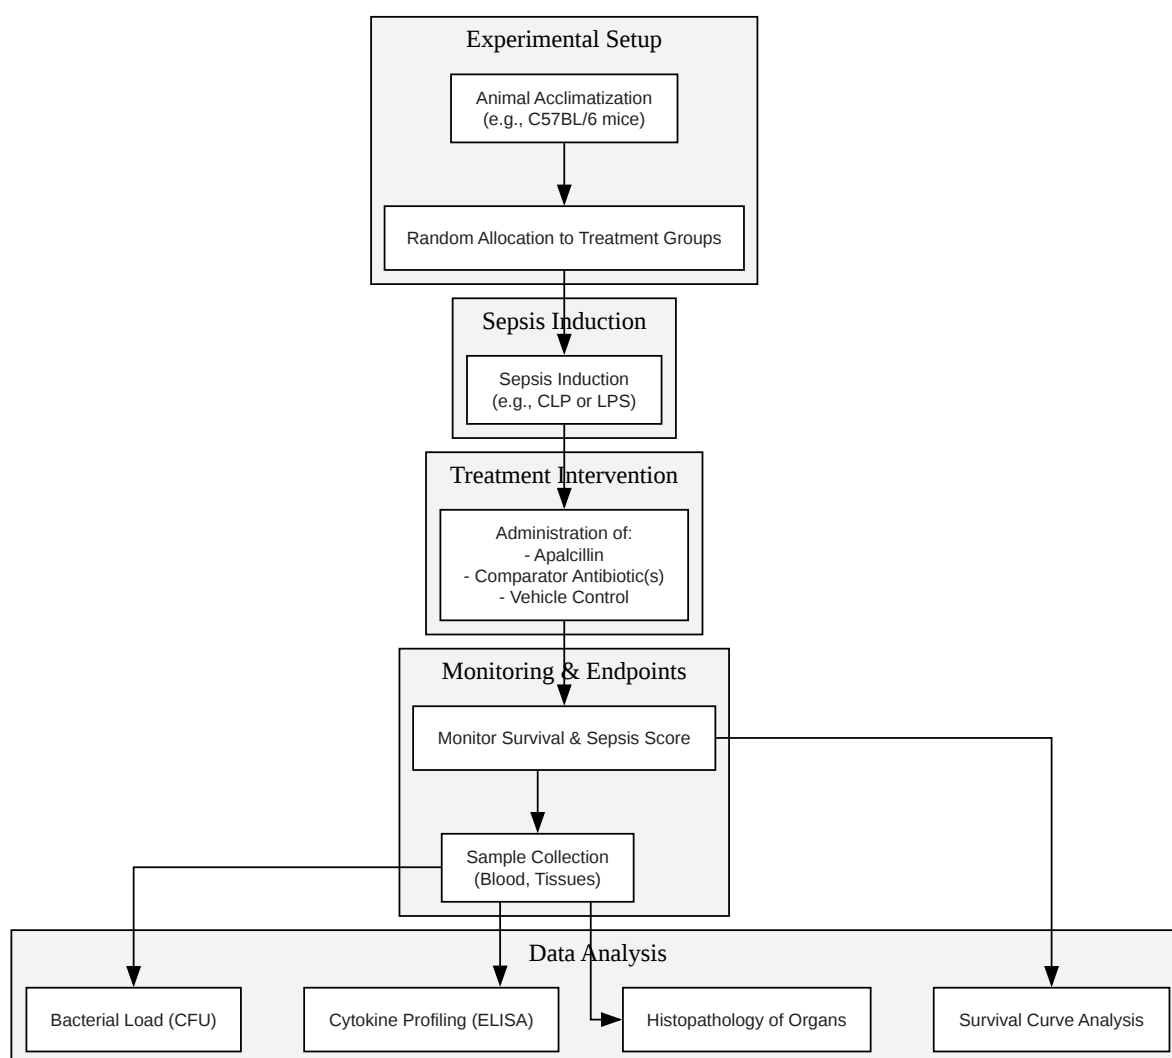 Experimental Setup
Animal Acclimatization
(e.g., C57BL/6 mice)
Random Allocation to Treatment Groups
Sepsis Induction
Sepsis Induction
(e.g., CLP or LPS)
Treatment Intervention
Administration of:
- Apalcillin
- Comparator Antibiotic(s)
- Vehicle Control
Monitoring & Endpoints
Monitor Survival & Sepsis Score
Sample Collection
(Blood, Tissues)
Data Analysis
Bacterial Load (CFU)
Cytokine Profiling (ELISA)
Histopathology of Organs
Survival Curve Analysis